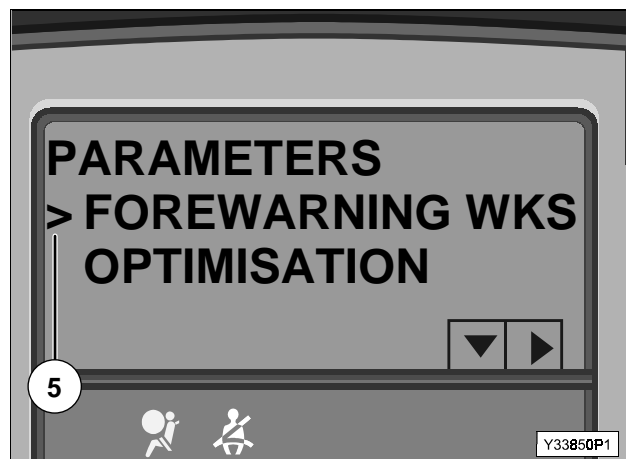 PARAMETERS
> FOREWARNING WKS
OPTIMISATION
5
Y33850P1